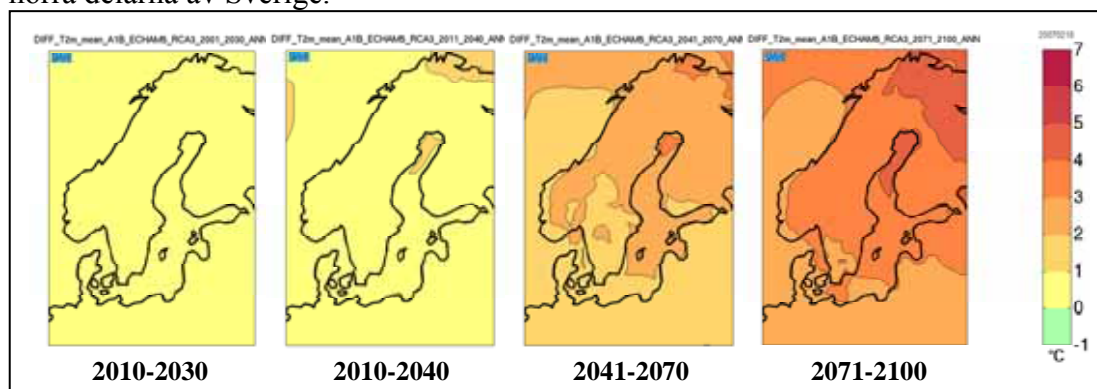 norra delarna av Sverige.
DIFF_T2m_mean_A1B_ECHAM5_RCA3_2001_2030_ANN
DIFF_T2m_mean_A1B_ECHAM5_RCA3_2011_2040_ANN
DIFF_T2m_mean_A1B_ECHAM5_RCA3_2041_2070_ANN
DIFF_T2m_mean_A1B_ECHAM5_RCA3_2071_2100_ANN
20070216
7
6
5
4
3
2
1
0
-1
°C
2010-2030
2010-2040
2041-2070
2071-2100